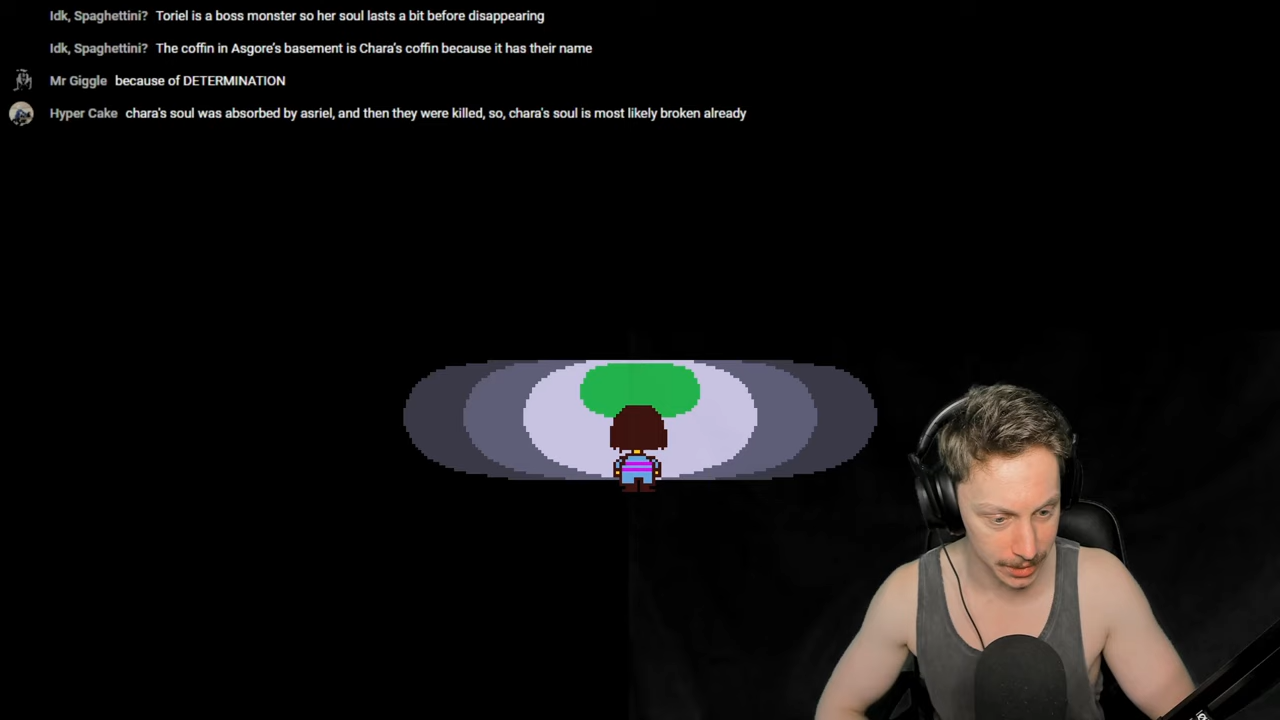 Idk, Spaghettini? Toriel is a boss monster so her soul lasts a bit before disappearing
Idk, Spaghettini? The coffin in Asgore's basement is Chara's coffin because it has their name
Mr Giggle because of DETERMINATION
Hyper Cake chara's soul was absorbed by asriel, and then they were killed, so, chara's soul is most likely broken already